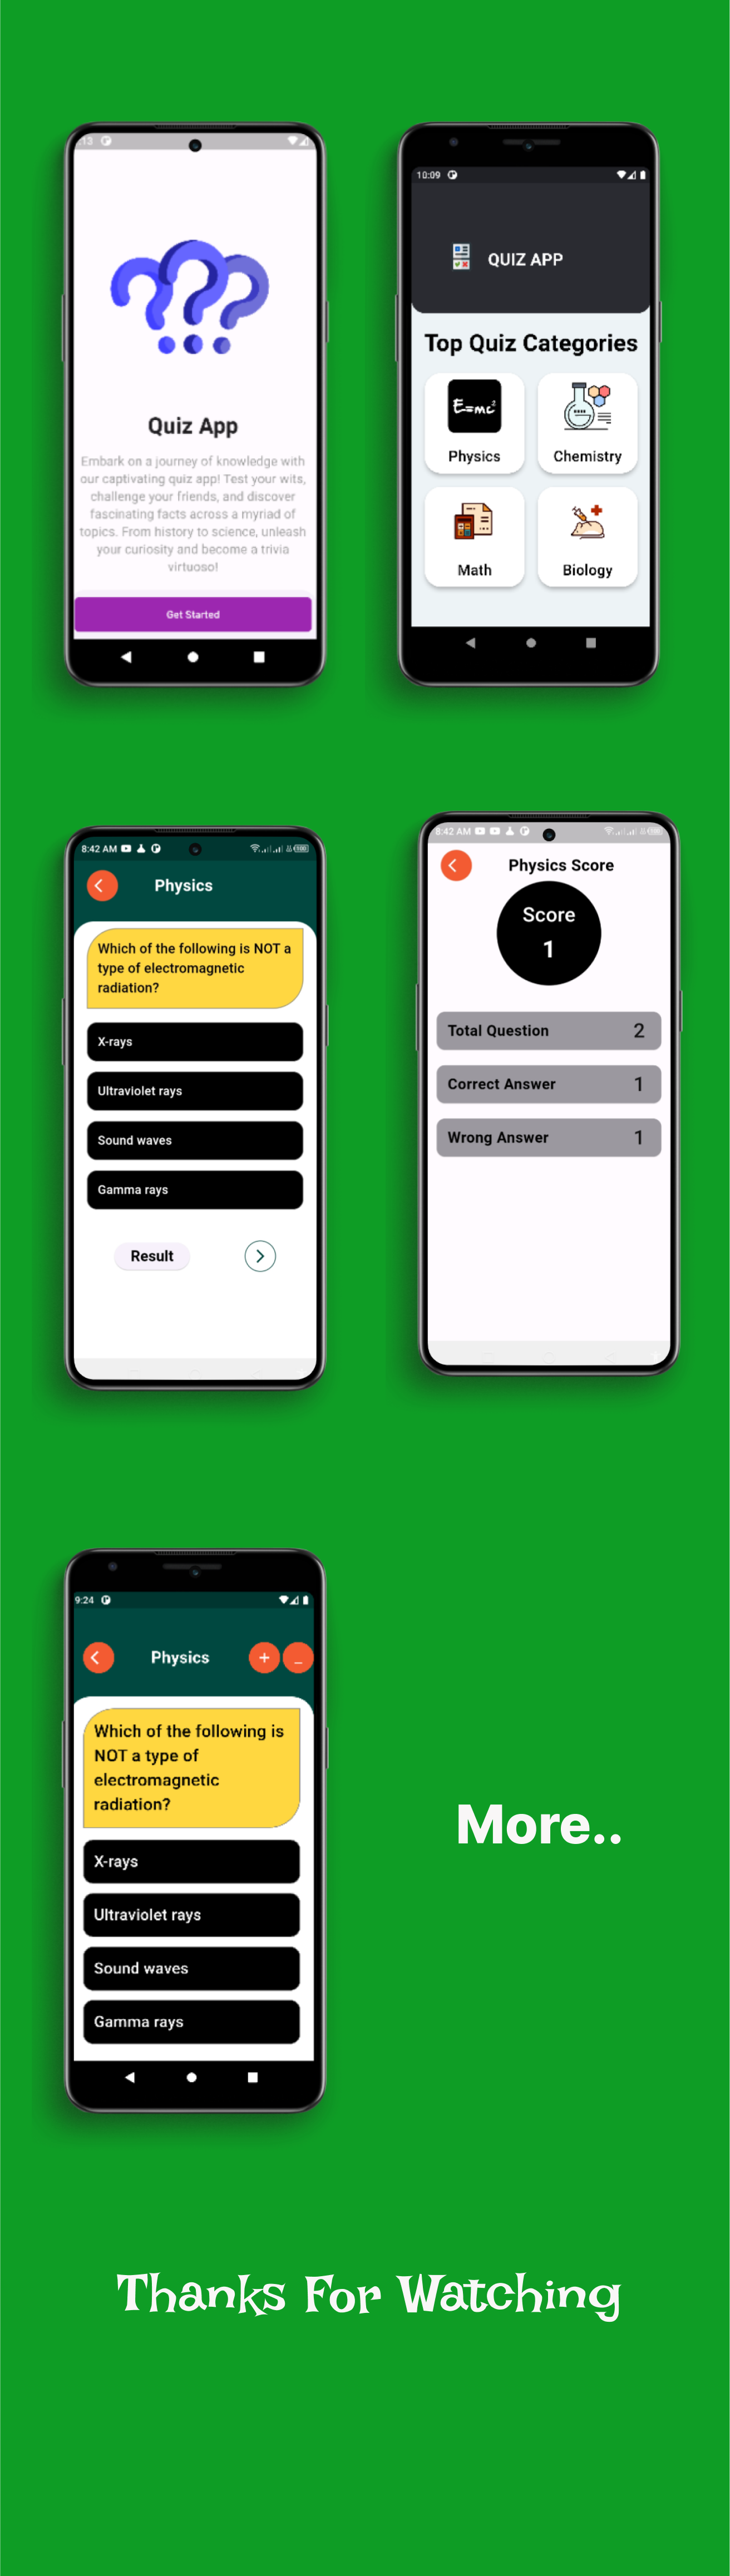 :13
Quiz App
Embark on a journey of knowledge with
our captivating quiz app! Test your wits,
challenge your friends, and discover
fascinating facts across a myriad of
topics. From history to science, unleash
your curiosity and become a trivia
virtuoso!
Get Started
10:09
QUIZ APP
Top Quiz Categories
E=mc²
Physics
Chemistry
Math
Biology
8:42 AM
Physics
Which of the following is NOT a
type of electromagnetic
radiation?
X-rays
Ultraviolet rays
Sound waves
Gamma rays
Result
8:42 AM
Physics Score
Score
1
Total Question 2
Correct Answer 1
Wrong Answer 1
9:24
Physics
+ _
Which of the following is
NOT a type of
electromagnetic
radiation?
X-rays
Ultraviolet rays
Sound waves
Gamma rays
More..
Thanks For Watching